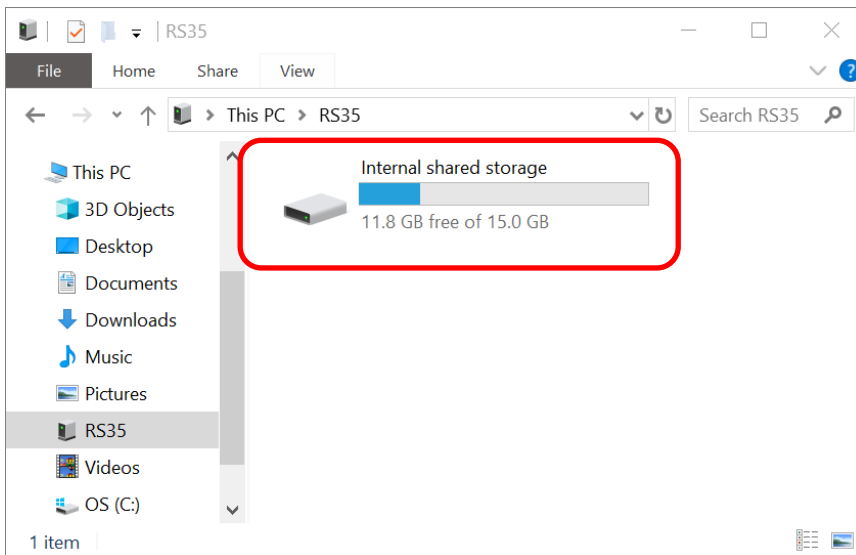 RS35
File Home Share View
This PC > RS35
Search RS35
This PC
3D Objects
Desktop
Documents
Downloads
Music
Pictures
RS35
Videos
OS (C:)
Internal shared storage
11.8 GB free of 15.0 GB
1 item